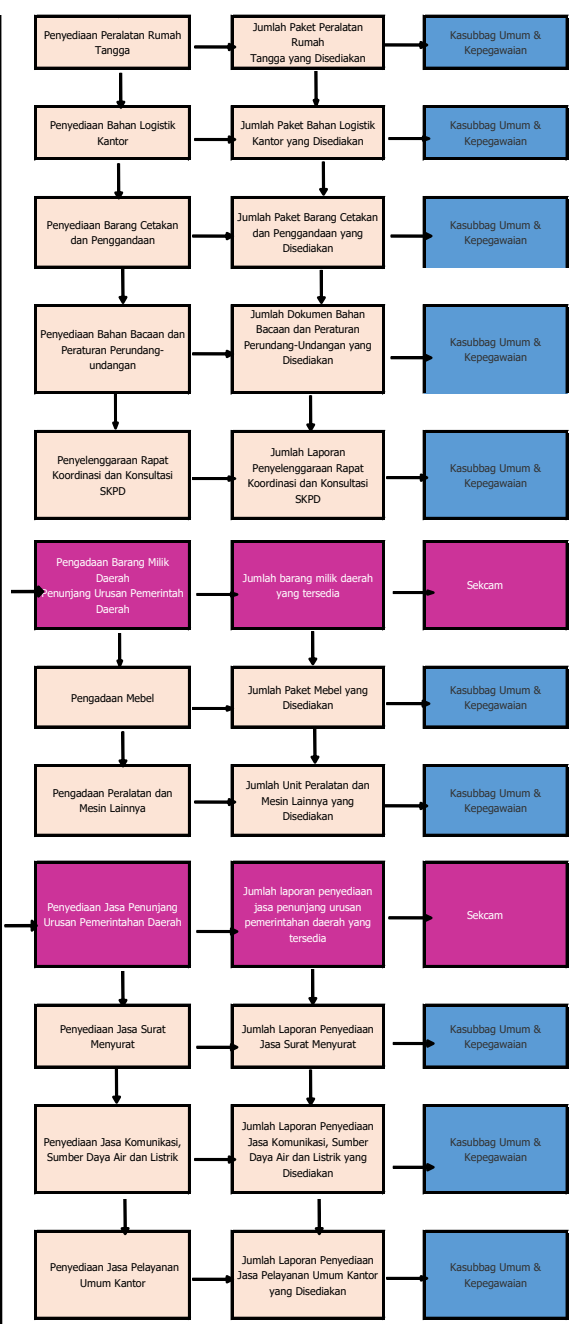 Penyediaan Peralatan Rumah
Tangga
Jumlah Paket Peralatan
Rumah
Tangga yang Disediakan
Kasubbag Umum &
Kepegawaian
Penyediaan Bahan Logistik
Kantor
Jumlah Paket Bahan Logistik
Kantor yang Disediakan
Kasubbag Umum &
Kepegawaian
Penyediaan Barang Cetakan
dan Penggandaan
Jumlah Paket Barang Cetakan
dan Penggandaan yang
Disediakan
Kasubbag Umum &
Kepegawaian
Penyediaan Bahan Bacaan dan
Peraturan Perundang-
undangan
Jumlah Dokumen Bahan
Bacaan dan Peraturan
Perundang-Undangan yang
Disediakan
Kasubbag Umum &
Kepegawaian
Penyelenggaraan Rapat
Koordinasi dan Konsultasi
SKPD
Jumlah Laporan
Penyelenggaraan Rapat
Koordinasi dan Konsultasi
SKPD
Kasubbag Umum &
Kepegawaian
Pengadaan Barang Milik
Daerah
Penunjang Urusan Pemerintah
Daerah
Jumlah barang milik daerah
yang tersedia
Sekcam
Pengadaan Mebel
Jumlah Paket Mebel yang
Disediakan
Kasubbag Umum &
Kepegawaian
Pengadaan Peralatan dan
Mesin Lainnya
Jumlah Unit Peralatan dan
Mesin Lainnya yang
Disediakan
Kasubbag Umum &
Kepegawaian
Penyediaan Jasa Penunjang
Urusan Pemerintahan Daerah
Jumlah laporan penyediaan
jasa penunjang urusan
pemerintahan daerah yang
tersedia
Sekcam
Penyediaan Jasa Surat
Menyurat
Jumlah Laporan Penyediaan
Jasa Surat Menyurat
Kasubbag Umum &
Kepegawaian
Penyediaan Jasa Komunikasi,
Sumber Daya Air dan Listrik
Jumlah Laporan Penyediaan
Jasa Komunikasi, Sumber
Daya Air dan Listrik yang
Disediakan
Kasubbag Umum &
Kepegawaian
Penyediaan Jasa Pelayanan
Umum Kantor
Jumlah Laporan Penyediaan
Jasa Pelayanan Umum Kantor
yang Disediakan
Kasubbag Umum &
Kepegawaian